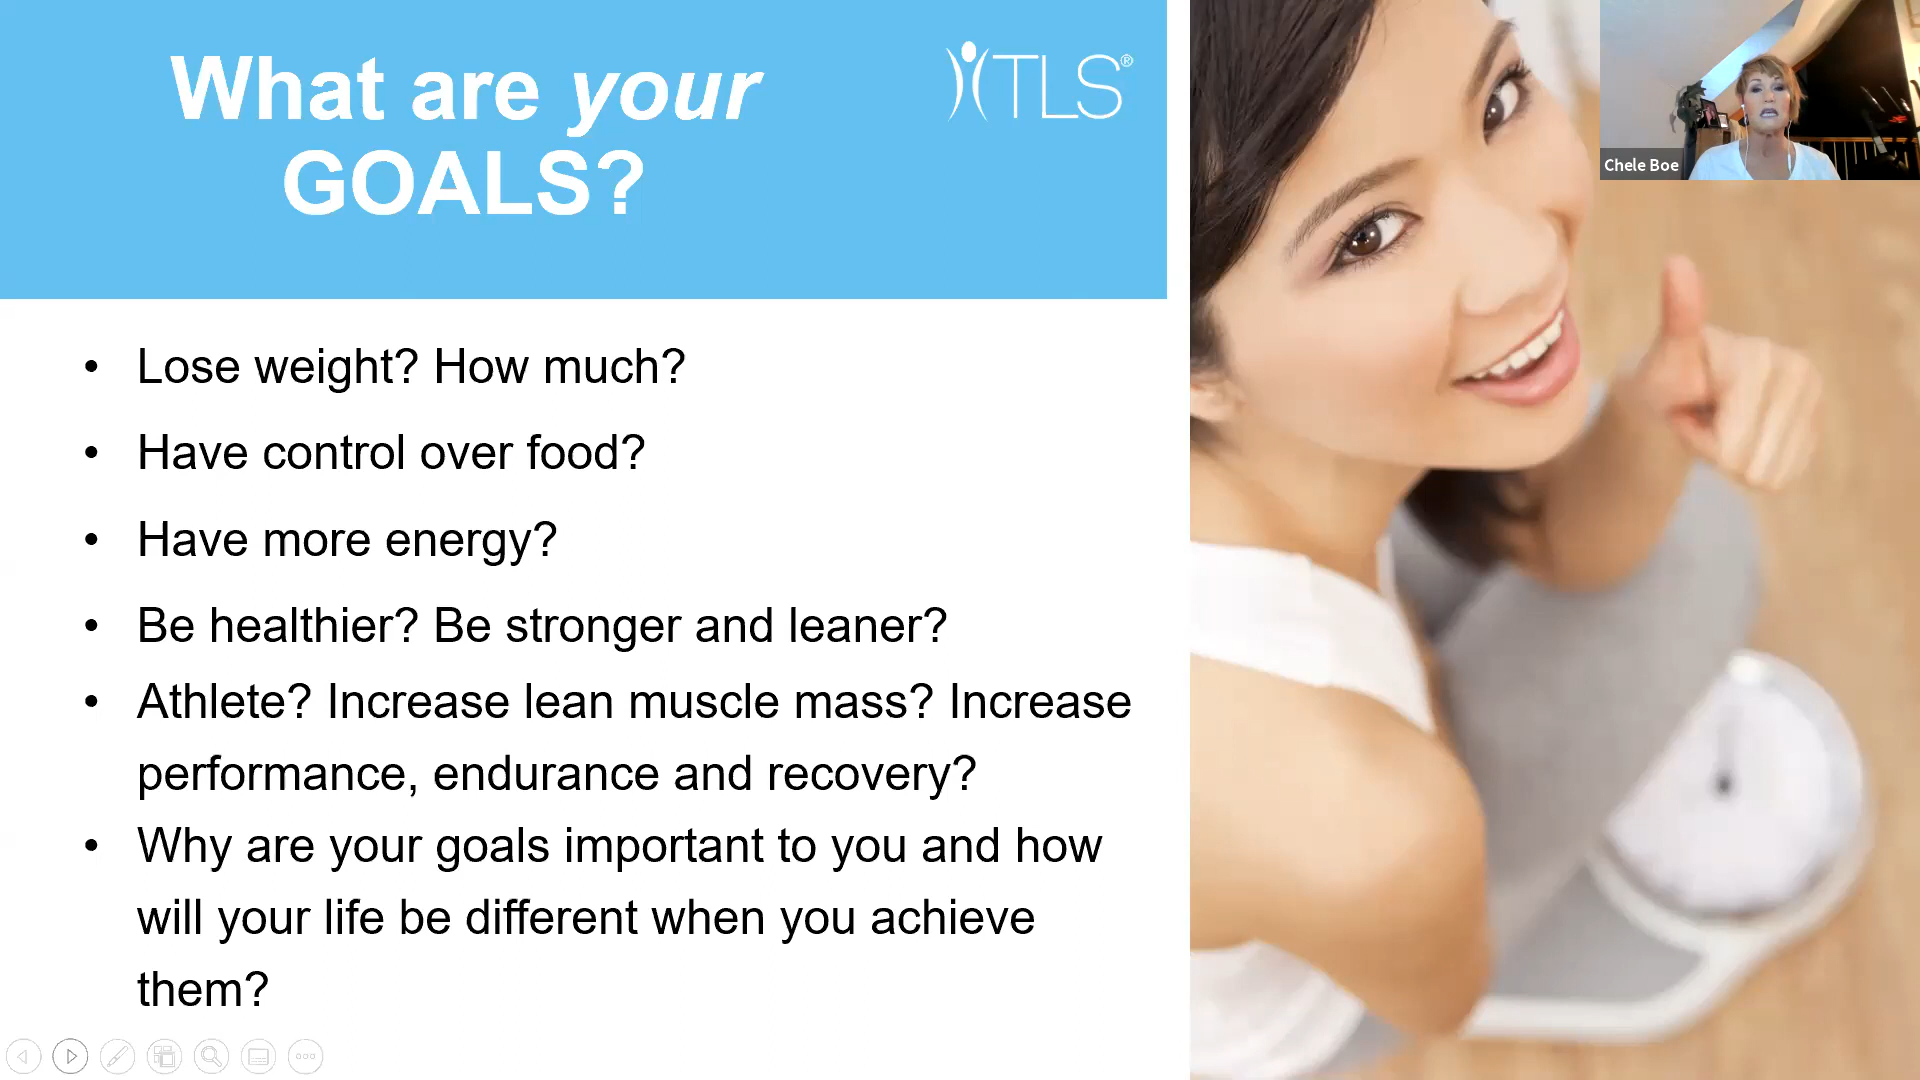 What are your
GOALS?
TLS®
Chele Boe
• Lose weight? How much?
• Have control over food?
• Have more energy?
• Be healthier? Be stronger and leaner?
• Athlete? Increase lean muscle mass? Increase
performance, endurance and recovery?
• Why are your goals important to you and how
will your life be different when you achieve
them?